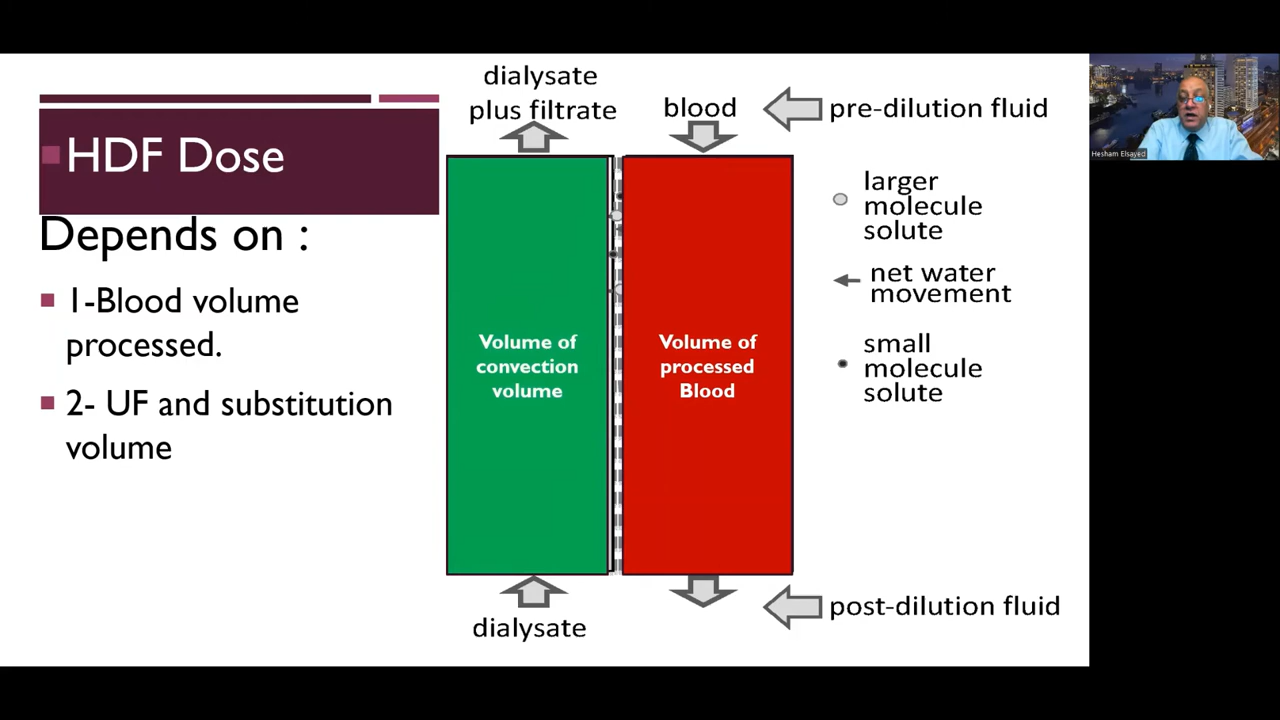 HDF Dose
Depends on :
1-Blood volume
processed.
2- UF and substitution
volume
dialysate
plus filtrate
blood
pre-dilution fluid
Volume of
convection
volume
Volume of
processed
Blood
larger
molecule
solute
net water
movement
small
molecule
solute
dialysate
post-dilution fluid
Hesham Elsayed